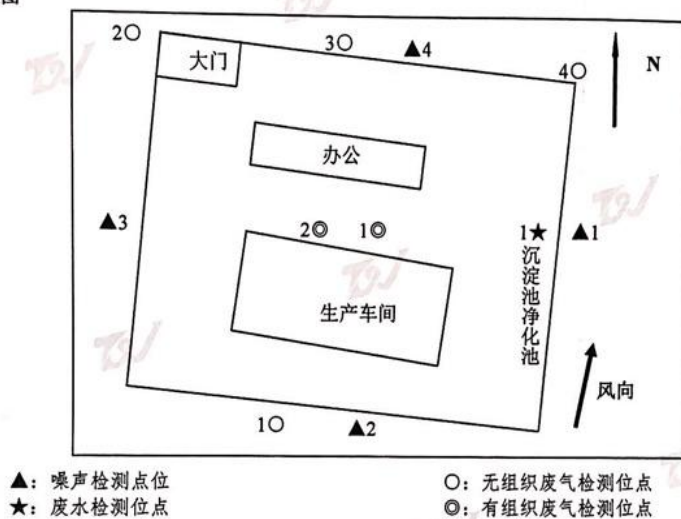 2○
3○
▲4
4○
N
大门
办公
▲3
2◎
1◎
1★
▲1
沉淀池净化池
生产车间
风向
1○
▲2
▲：噪声检测点位
○：无组织废气检测位点
★：废水检测位点
◎：有组织废气检测位点